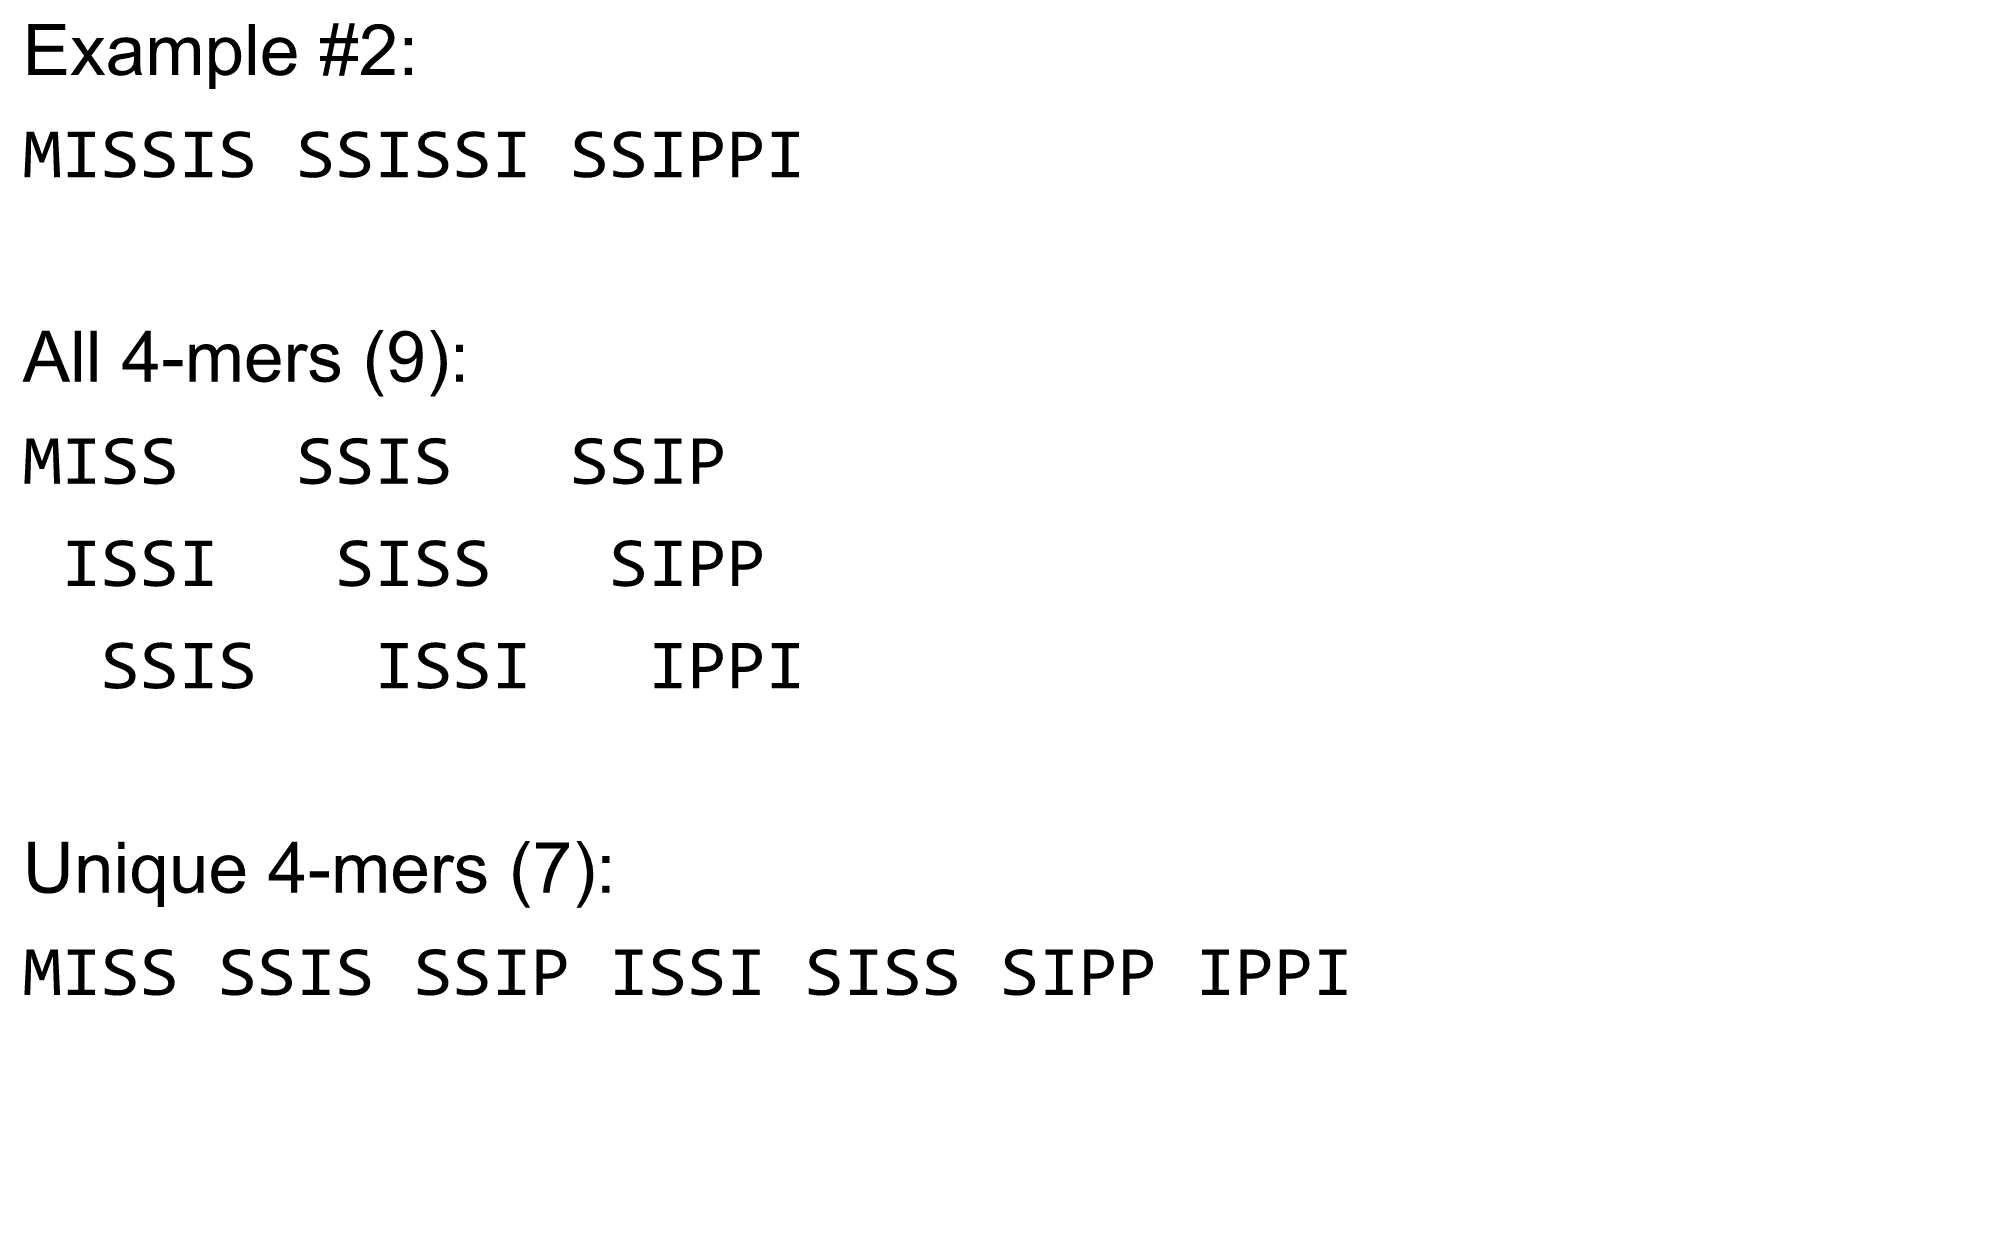 Example #2:
MISSIS SSISSI SSIPPI
All 4-mers (9):
MISS   SSIS   SSIP
 ISSI   SISS   SIPP
  SSIS   ISSI   IPPI
Unique 4-mers (7):
MISS SSIS SSIP ISSI SISS SIPP IPPI